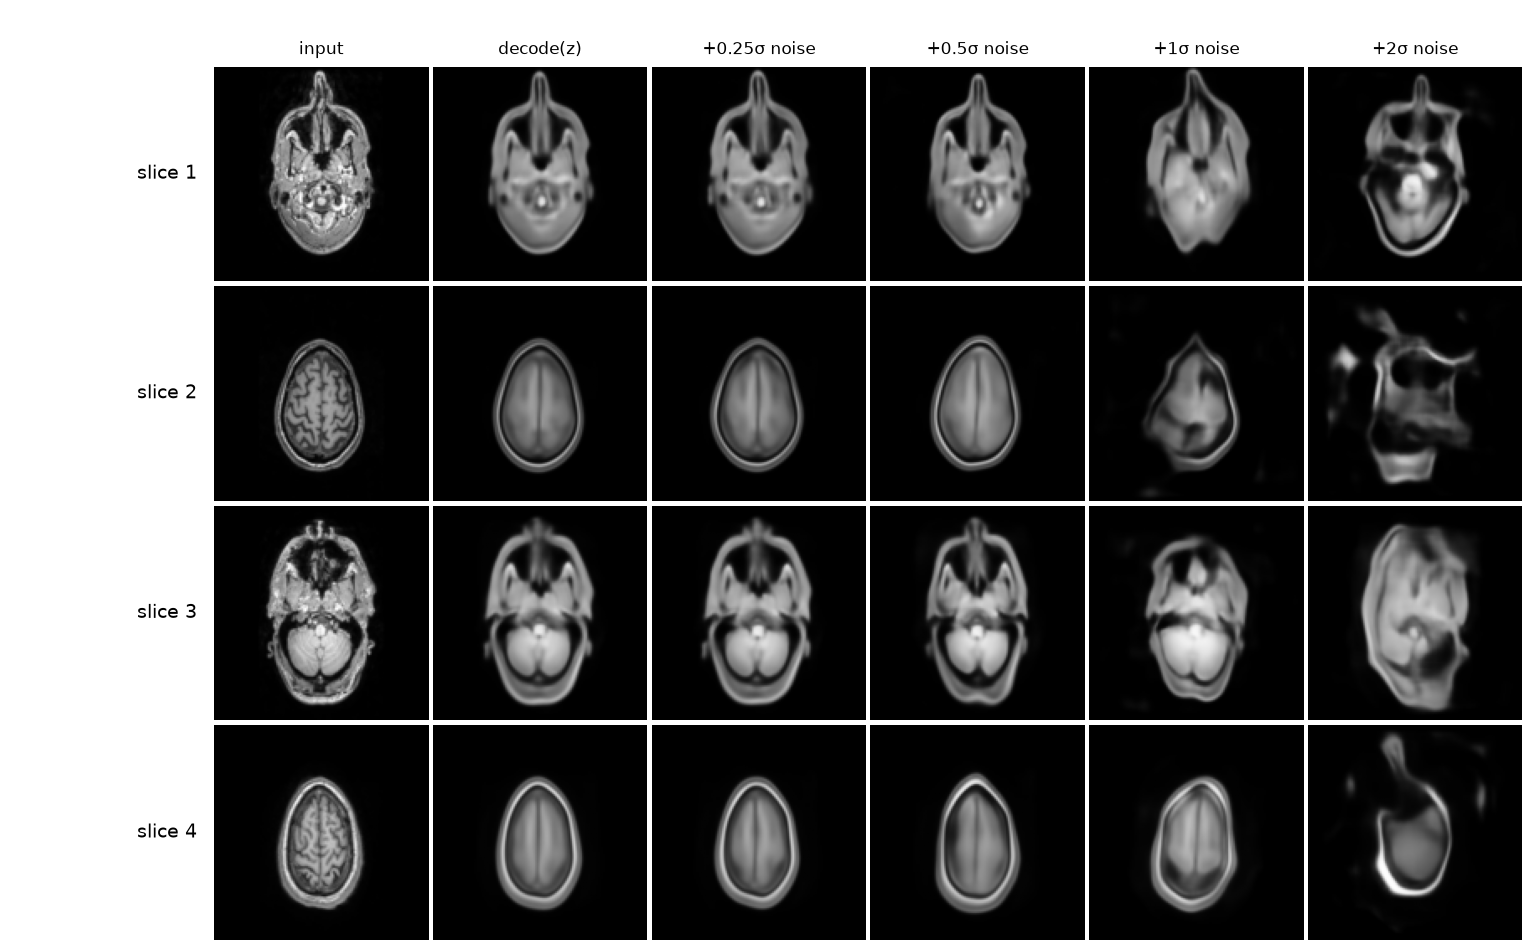 input decode(z) +0.25σ noise +0.5σ noise +1σ noise +2σ noise
slice 1
slice 2
slice 3
slice 4